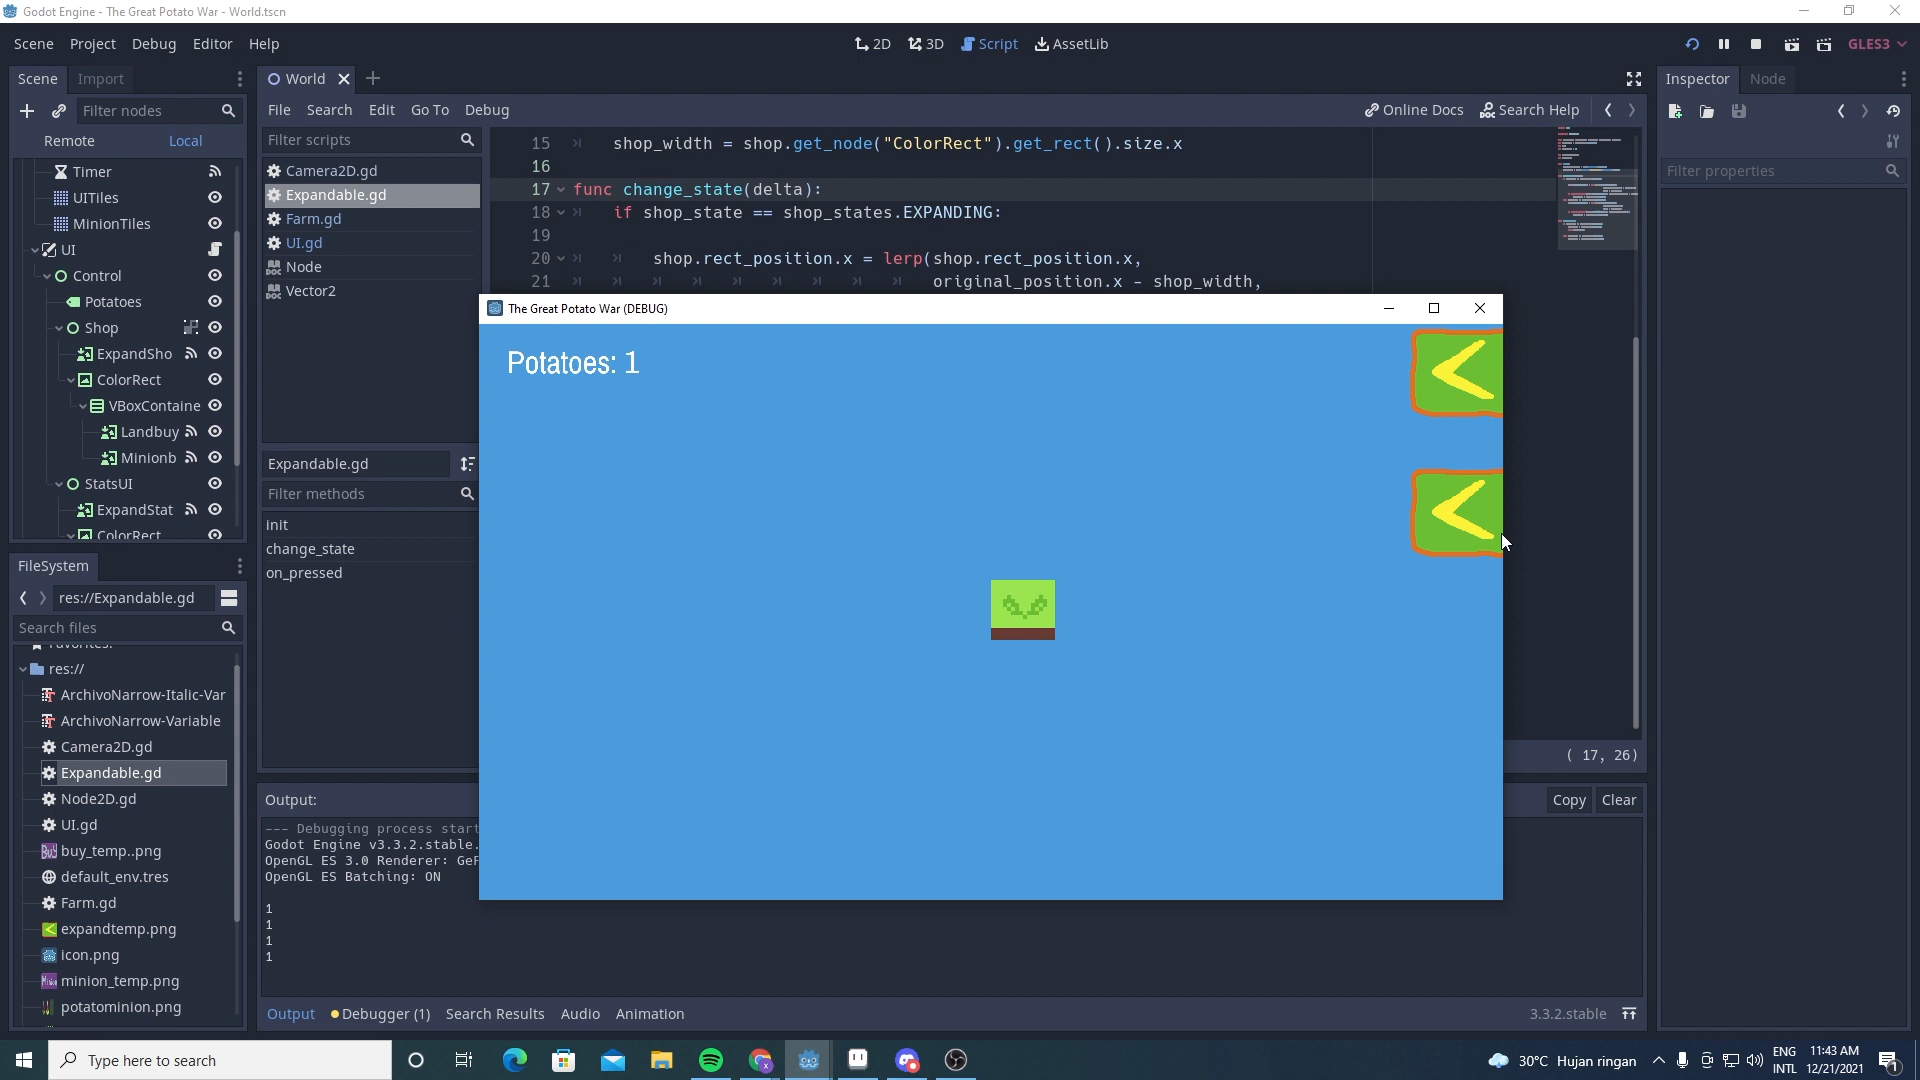 Godot Engine - The Great Potato War - World.tscn
Scene Project Debug Editor Help
2D 3D Script AssetLib
GLES3
Scene Import
World
Inspector Node
Filter nodes
File Search Edit Go To Debug
Online Docs Search Help
Remote Local
Filter scripts
Filter properties
Timer
UITiles
MinionTiles
UI
Control
Potatoes
Shop
ExpandSho
ColorRect
VBoxContaine
Landbuy
Minionb
StatsUI
ExpandStat
ColorRect
Camera2D.gd
Expandable.gd
Farm.gd
UI.gd
Node
Vector2
15 shop_width = shop.get_node("ColorRect").get_rect().size.x
16
17 func change_state(delta):
18 if shop_state == shop_states.EXPANDING:
19
20 shop.rect_position.x = lerp(shop.rect_position.x,
21 original_position.x - shop_width,
The Great Potato War (DEBUG)
Potatoes: 1
Expandable.gd
Filter methods
init
change_state
on_pressed
( 17, 26)
FileSystem
res://Expandable.gd
Search files
Favorites:
res://
ArchivoNarrow-Italic-Var
ArchivoNarrow-Variable
Camera2D.gd
Expandable.gd
Node2D.gd
UI.gd
buy_temp..png
default_env.tres
Farm.gd
expandtemp.png
icon.png
minion_temp.png
potatominion.png
Output:
Copy Clear
--- Debugging process start
Godot Engine v3.3.2.stable.
OpenGL ES 3.0 Renderer: GeF
OpenGL ES Batching: ON
1
1
1
1
Output Debugger (1) Search Results Audio Animation
3.3.2.stable
Type here to search
30°C Hujan ringan
ENG
INTL
11:43 AM
12/21/2021
1